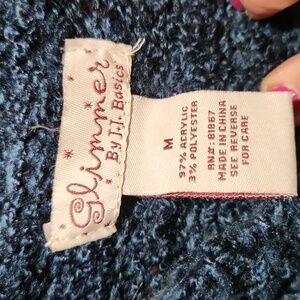 Glimmer
By J.J. Basics
M
97% ACRYLIC
3% POLYESTER
RN#: 81867
MADE IN CHINA
SEE REVERSE
FOR CARE